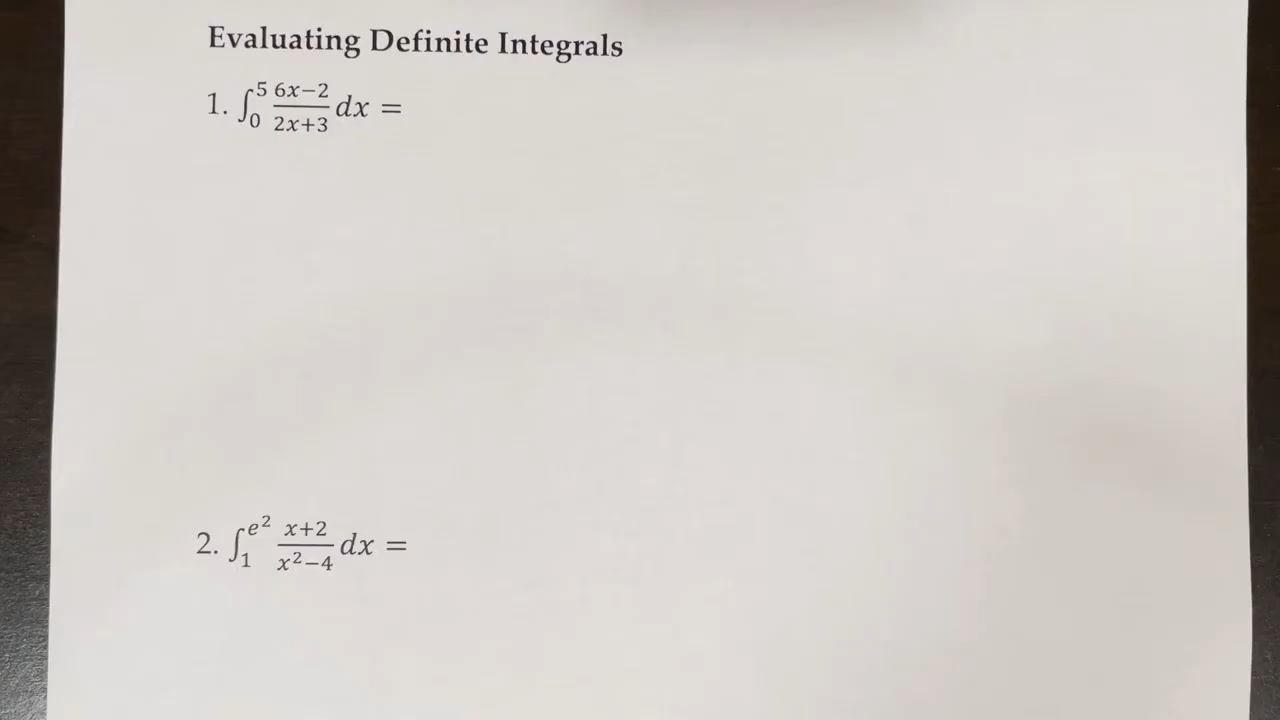 Evaluating Definite Integrals
1. ∫₀⁵ (6x−2)/(2x+3) dx =
2. ∫₁^(e²) (x+2)/(x²−4) dx =